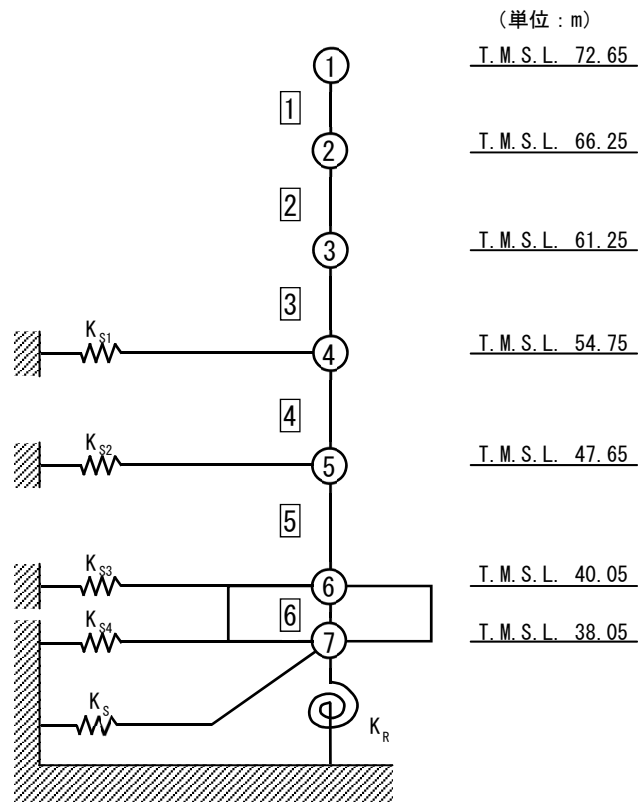 (単位：m)
① T.M.S.L. 72.65
1
② T.M.S.L. 66.25
2
③ T.M.S.L. 61.25
3
K_S1 ④ T.M.S.L. 54.75
4
K_S2 ⑤ T.M.S.L. 47.65
5
K_S3 ⑥ T.M.S.L. 40.05
6
K_S4 ⑦ T.M.S.L. 38.05
K_S
K_R